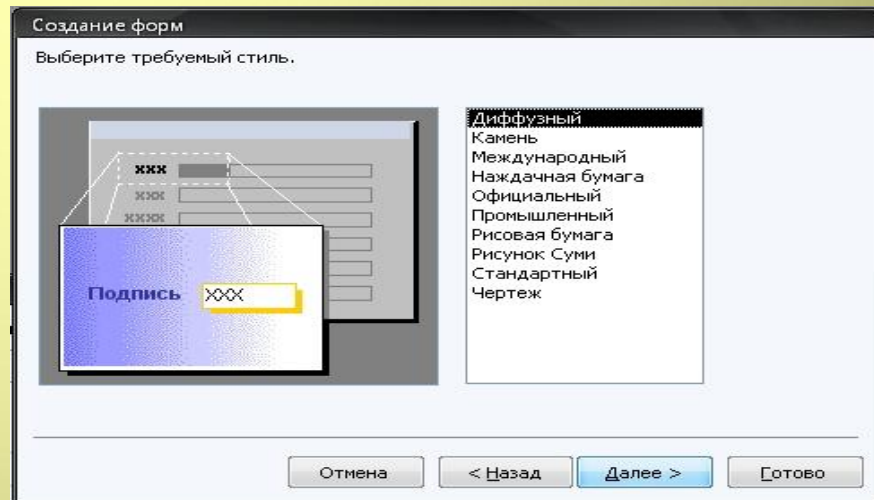 Создание форм
Выберите требуемый стиль.
xxx
xxx
xxxx
Подпись XXX
Диффузный
Камень
Международный
Наждачная бумага
Официальный
Промышленный
Рисовая бумага
Рисунок Суми
Стандартный
Чертеж
Отмена
< Назад
Далее >
Готово